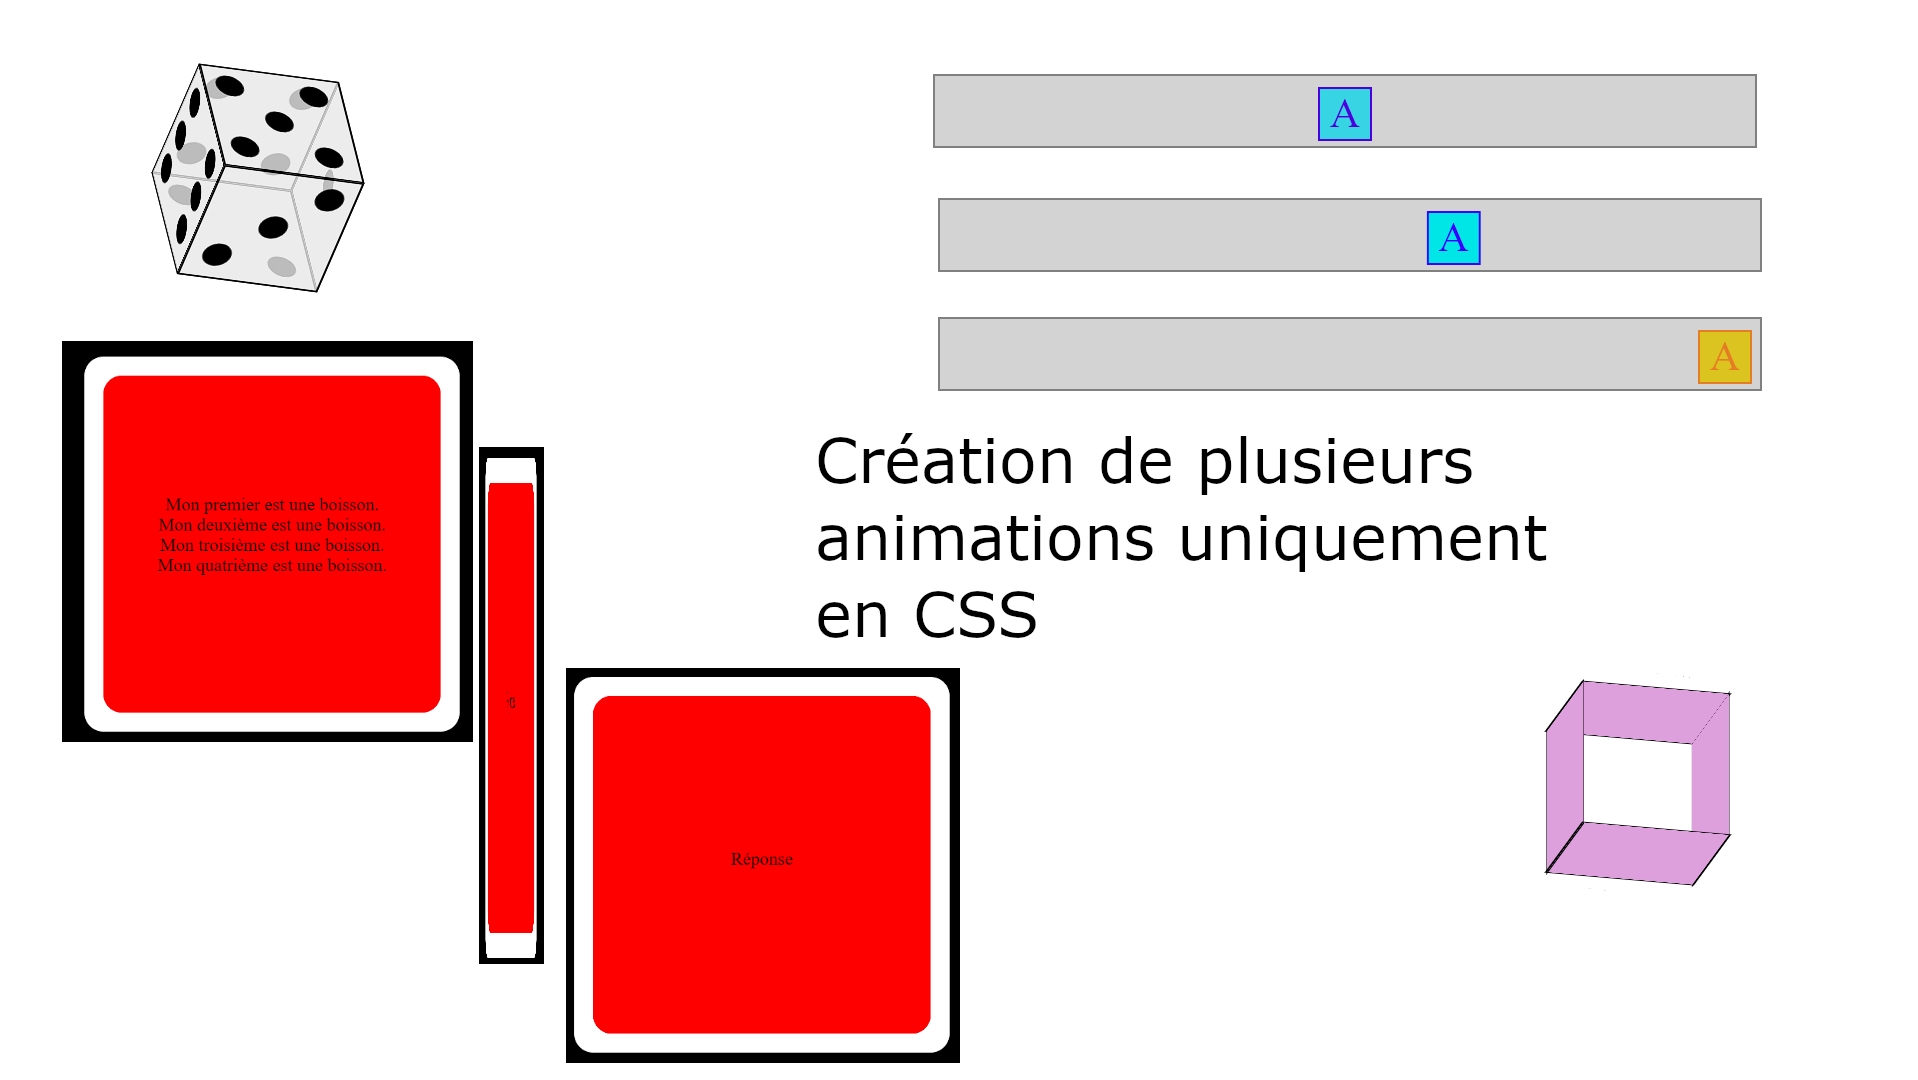 A
A
A
Création de plusieurs
animations uniquement
en CSS
Mon premier est une boisson.
Mon deuxième est une boisson.
Mon troisième est une boisson.
Mon quatrième est une boisson.
Réponse